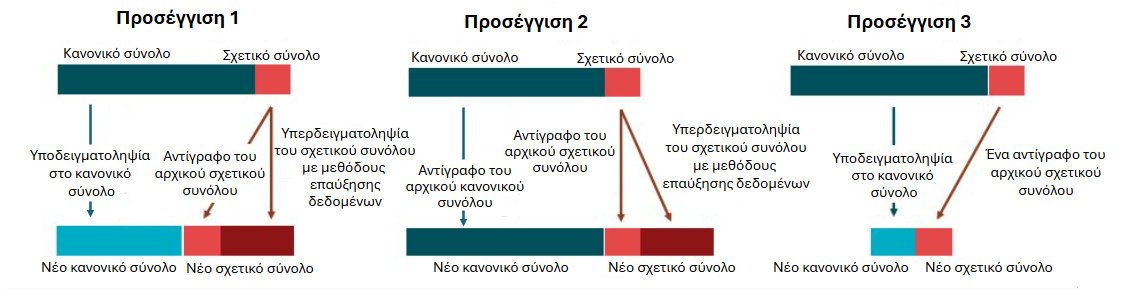 Προσέγγιση 1
Κανονικό σύνολο
Σχετικό σύνολο
Υποδειγματοληψία
στο κανονικό
σύνολο
Αντίγραφο του
αρχικού σχετικού
συνόλου
Υπερδειγματοληψία
του σχετικού συνόλου
με μεθόδους
επαύξησης
δεδομένων
Νέο κανονικό σύνολο
Νέο σχετικό σύνολο
Προσέγγιση 2
Κανονικό σύνολο
Σχετικό σύνολο
Αντίγραφο του
αρχικού κανονικού
συνόλου
Αντίγραφο του
αρχικού σχετικού
συνόλου
Υπερδειγματοληψία
του σχετικού συνόλου
με μεθόδους
επαύξησης δεδομένων
Νέο κανονικό σύνολο
Νέο σχετικό σύνολο
Προσέγγιση 3
Κανονικό σύνολο
Σχετικό σύνολο
Υποδειγματοληψία
στο κανονικό
σύνολο
Ένα αντίγραφο του
αρχικού σχετικού
συνόλου
Νέο κανονικό σύνολο
Νέο σχετικό σύνολο